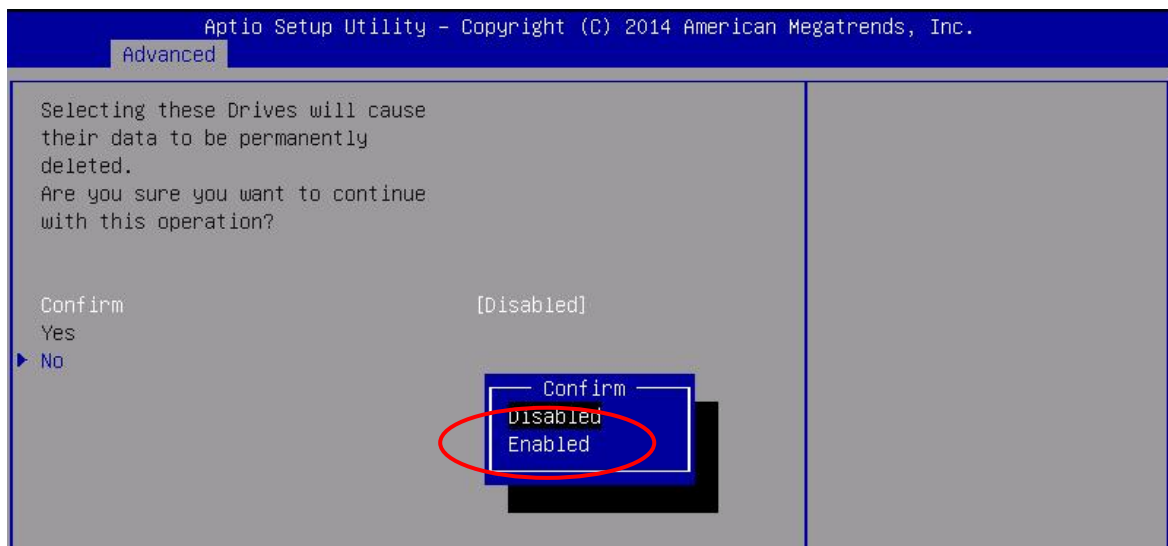 Aptio Setup Utility – Copyright (C) 2014 American Megatrends, Inc.
Advanced
Selecting these Drives will cause
their data to be permanently
deleted.
Are you sure you want to continue
with this operation?
Confirm [Disabled]
Yes
No
Confirm
Disabled
Enabled